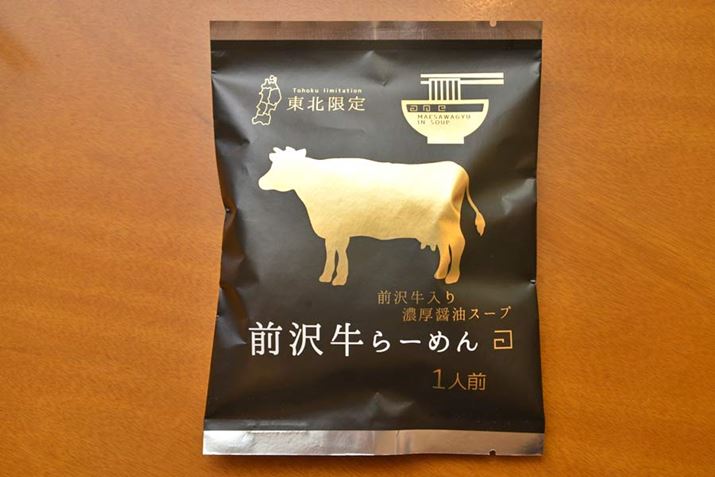 Tohoku limitation
東北限定
MAESAWAGYU
IN SOUP
前沢牛入り
濃厚醤油スープ
前沢牛らーめん
1人前